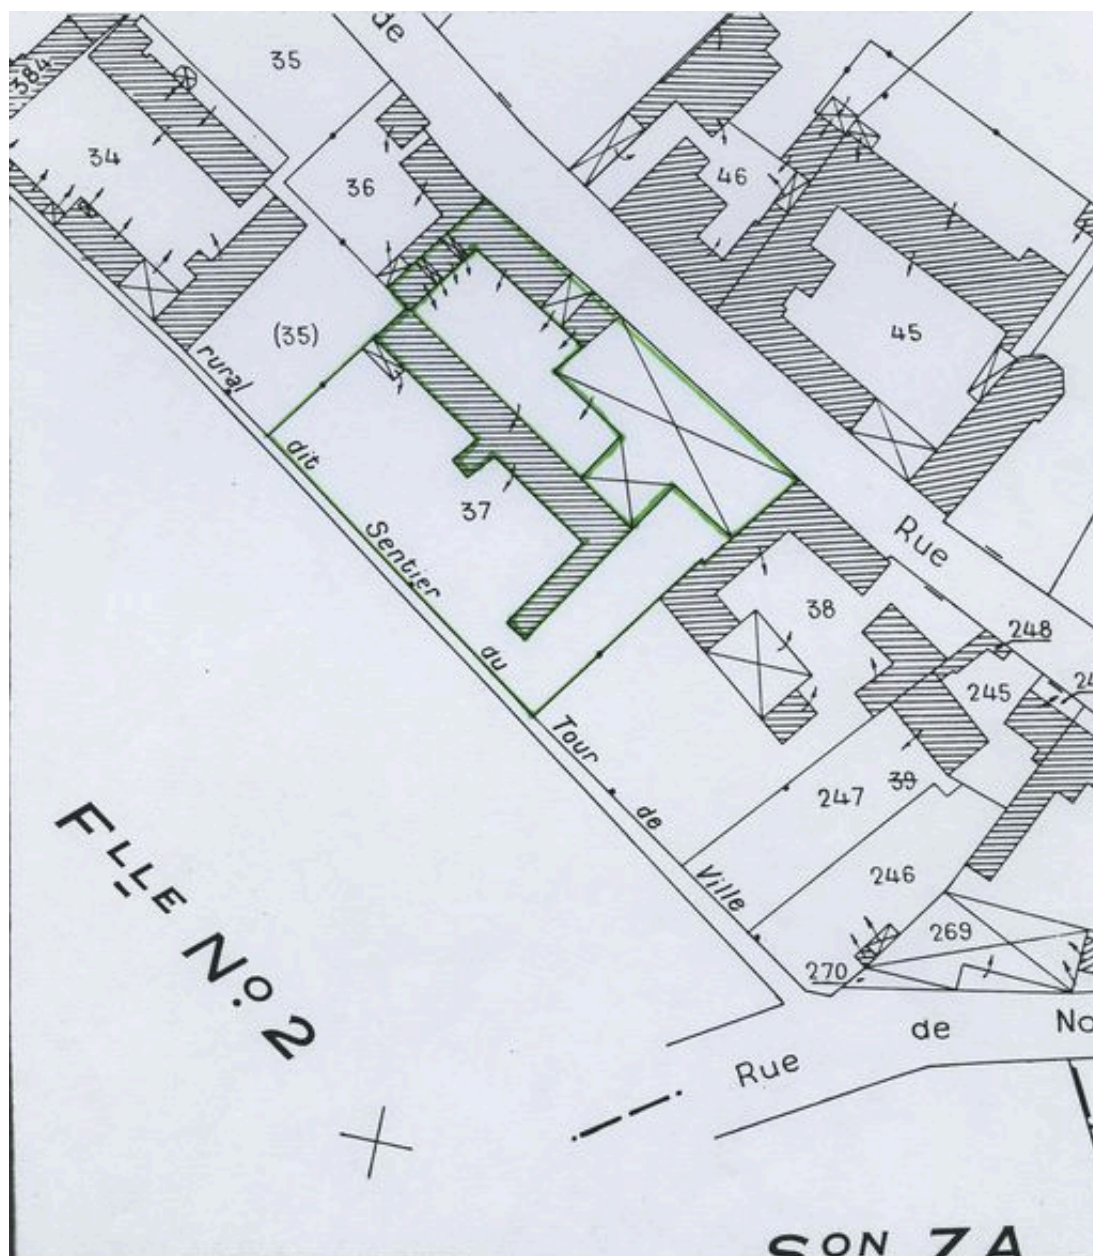 de
35
384
34
36
46
45
(35)
rural
dit
Sentier
du
Tour
de
Ville
37
Rue
38
248
245
24
247
39
246
269
270
FLLE No. 2
Rue
de
No
SON ZA